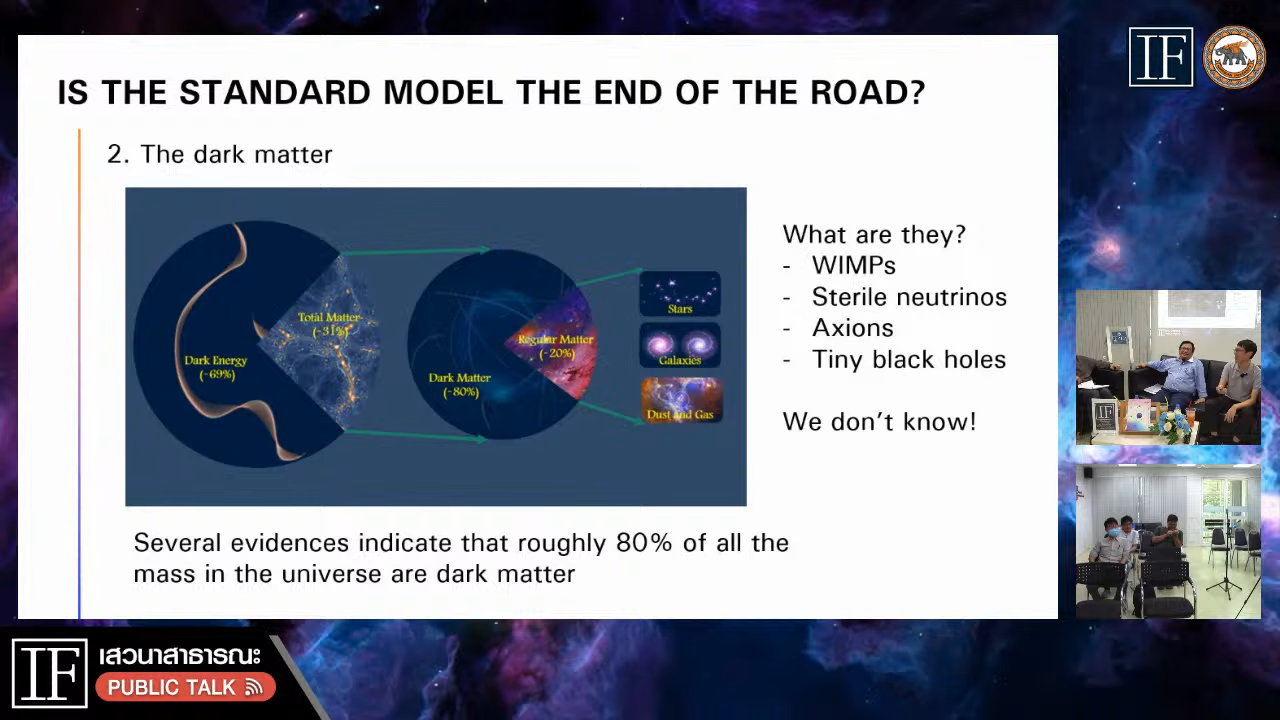 IF
IS THE STANDARD MODEL THE END OF THE ROAD?
2. The dark matter
What are they?
- WIMPs
- Sterile neutrinos
- Axions
- Tiny black holes
We don't know!
Dark Energy
(~69%)
Total Matter
(~31%)
Dark Matter
(~80%)
Regular Matter
(~20%)
Stars
Galaxies
Dust and Gas
Several evidences indicate that roughly 80% of all the
mass in the universe are dark matter
IF
เสวนาสาธารณะ
PUBLIC TALK